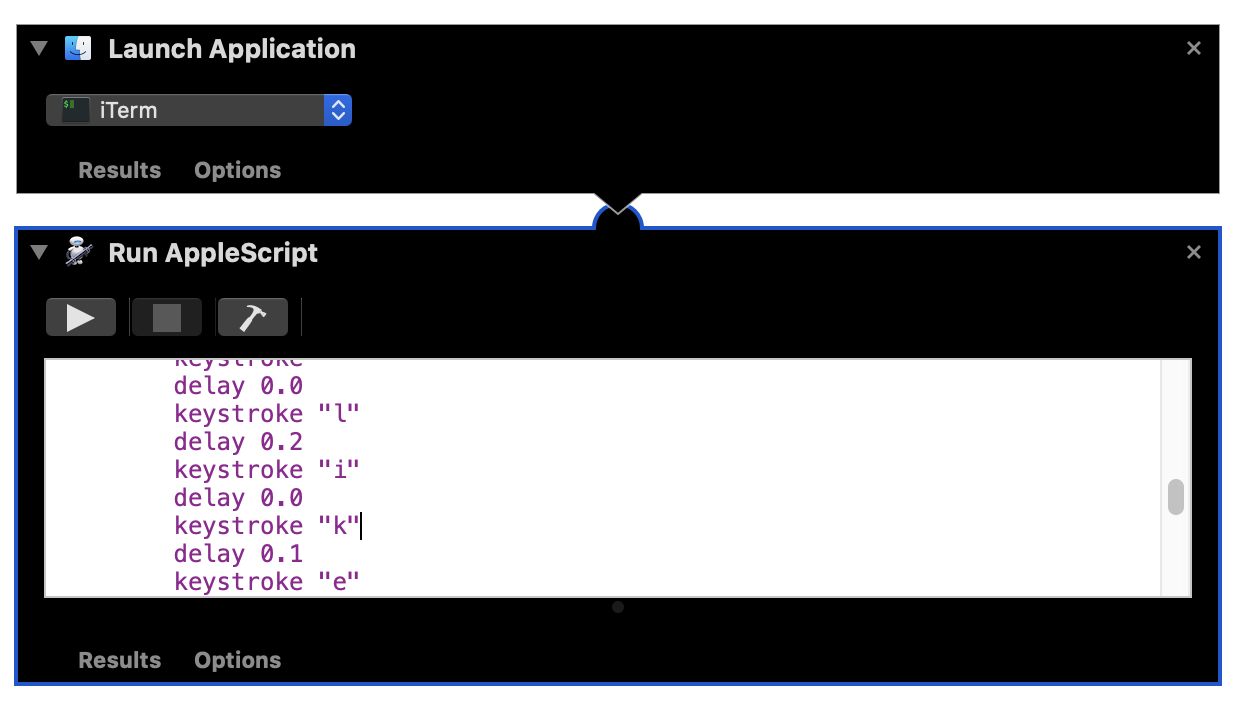 Launch Application
$
iTerm
Results Options
Run AppleScript
keystroke
delay 0.0
keystroke "l"
delay 0.2
keystroke "i"
delay 0.0
keystroke "k"
delay 0.1
keystroke "e"
Results Options